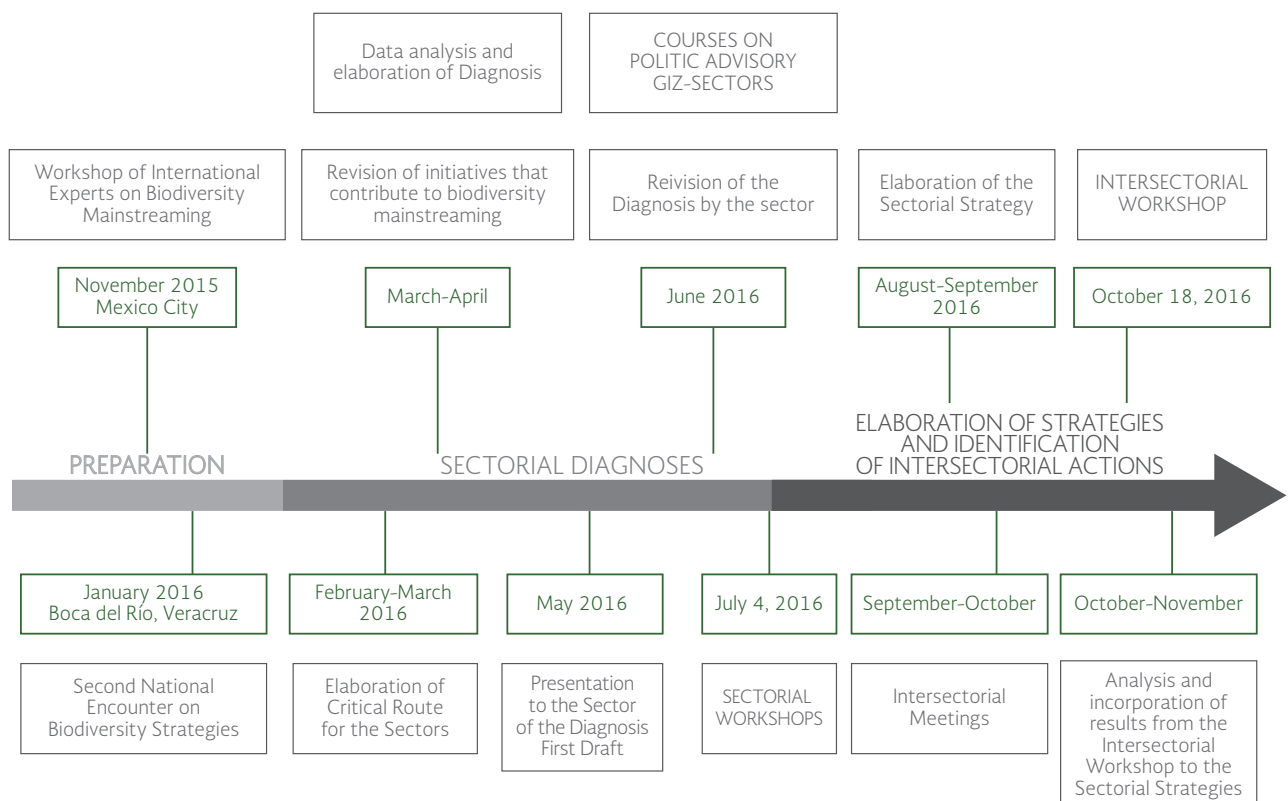 Data analysis and
elaboration of Diagnosis
COURSES ON
POLITIC ADVISORY
GIZ-SECTORS
Workshop of International
Experts on Biodiversity
Mainstreaming
Revision of initiatives that
contribute to biodiversity
mainstreaming
Reivision of the
Diagnosis by the sector
Elaboration of the
Sectorial Strategy
INTERSECTORIAL
WORKSHOP
November 2015
Mexico City
March-April
June 2016
August-September
2016
October 18, 2016
PREPARATION
SECTORIAL DIAGNOSES
ELABORATION OF STRATEGIES
AND IDENTIFICATION
OF INTERSECTORIAL ACTIONS
January 2016
Boca del Río, Veracruz
February-March
2016
May 2016
July 4, 2016
September-October
October-November
Second National
Encounter on
Biodiversity Strategies
Elaboration of
Critical Route
for the Sectors
Presentation
to the Sector
of the Diagnosis
First Draft
SECTORIAL
WORKSHOPS
Intersectorial
Meetings
Analysis and
incorporation of
results from the
Intersectorial
Workshop to the
Sectorial Strategies